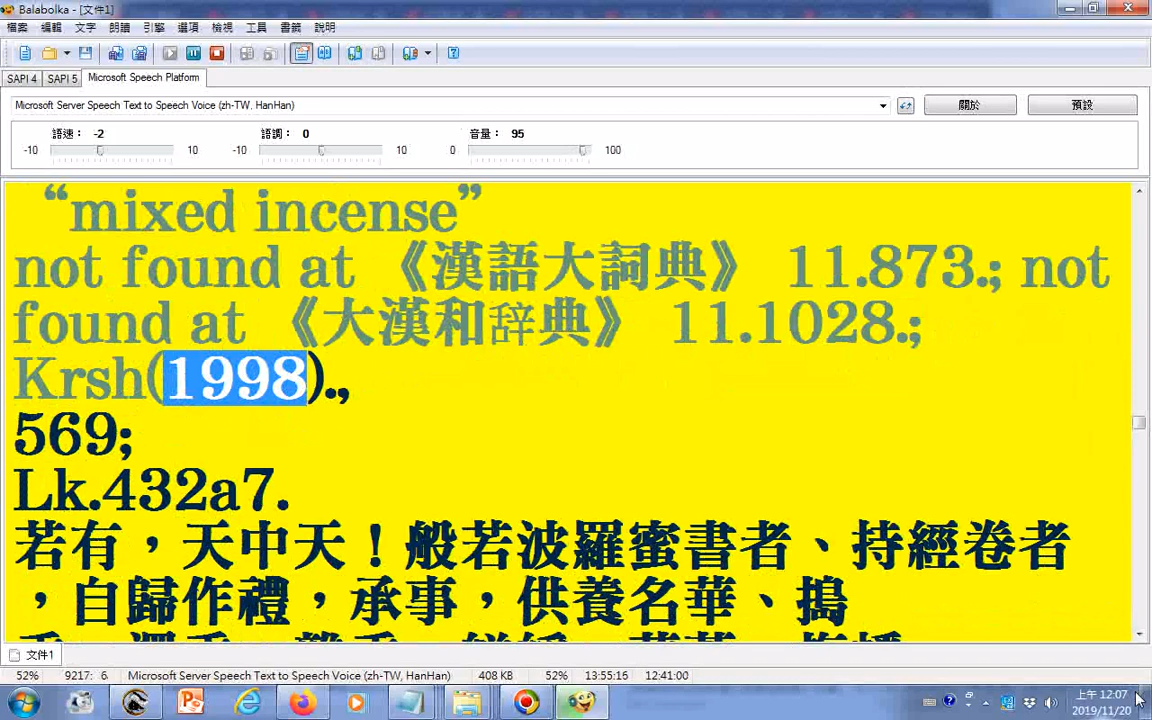 Balabolka - [文件1]
檔案 編輯 文字 朗讀 引擎 選項 檢視 工具 書籤 說明
SAPI 4 SAPI 5 Microsoft Speech Platform
Microsoft Server Speech Text to Speech Voice (zh-TW, HanHan) 關於 預設
語速： -2 語調： 0 音量： 95
-10 10 -10 10 0 100
“mixed incense”
not found at 《漢語大詞典》 11.873.; not
found at 《大漢和辞典》 11.1028.;
Krsh(1998).,
569;
Lk.432a7.
若有，天中天！般若波羅蜜書者、持經卷者
，自歸作禮，承事，供養名華、搗
文件1
52% 9217: 6 Microsoft Server Speech Text to Speech Voice (zh-TW, HanHan) 408 KB 52% 13:55:16 12:41:00
上午 12:07
2019/11/20